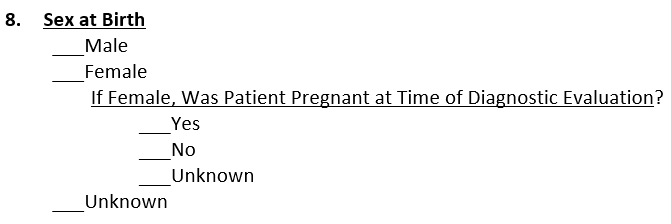 8. Sex at Birth
___Male
___Female
If Female, Was Patient Pregnant at Time of Diagnostic Evaluation?
___Yes
___No
___Unknown
___Unknown